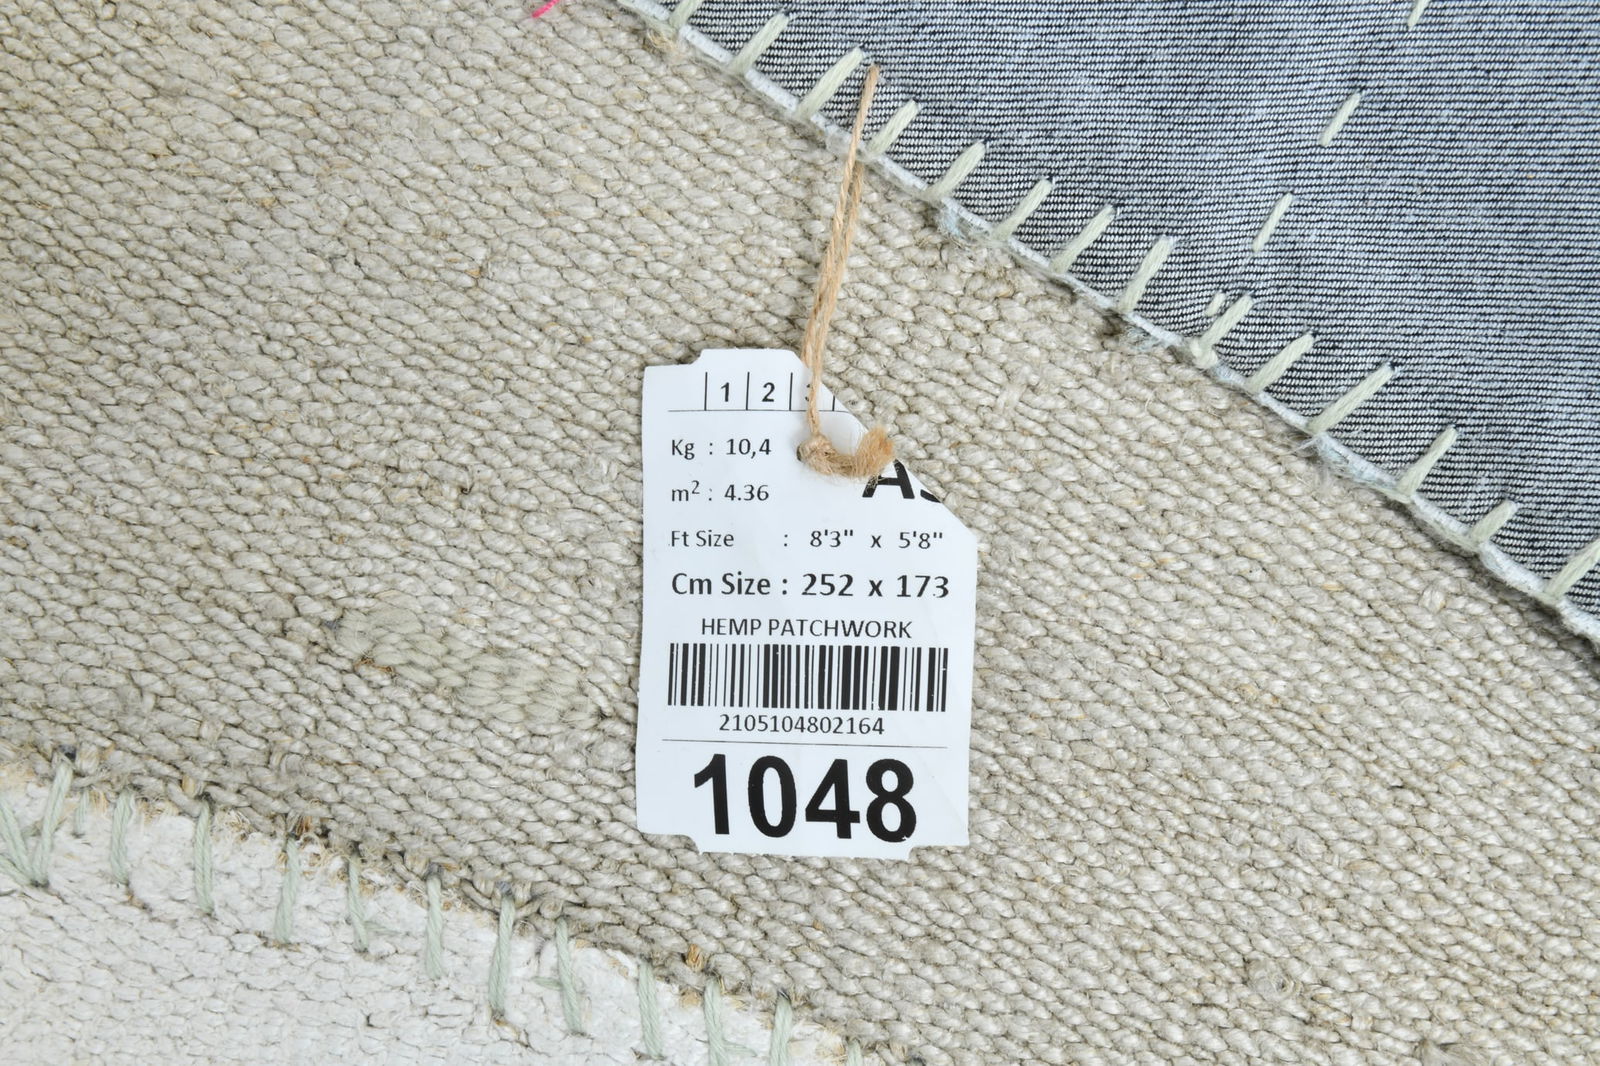 1 2
Kg : 10,4
m² : 4.36
Ft Size : 8'3" x 5'8"
Cm Size : 252 x 173
HEMP PATCHWORK
2105104802164
1048